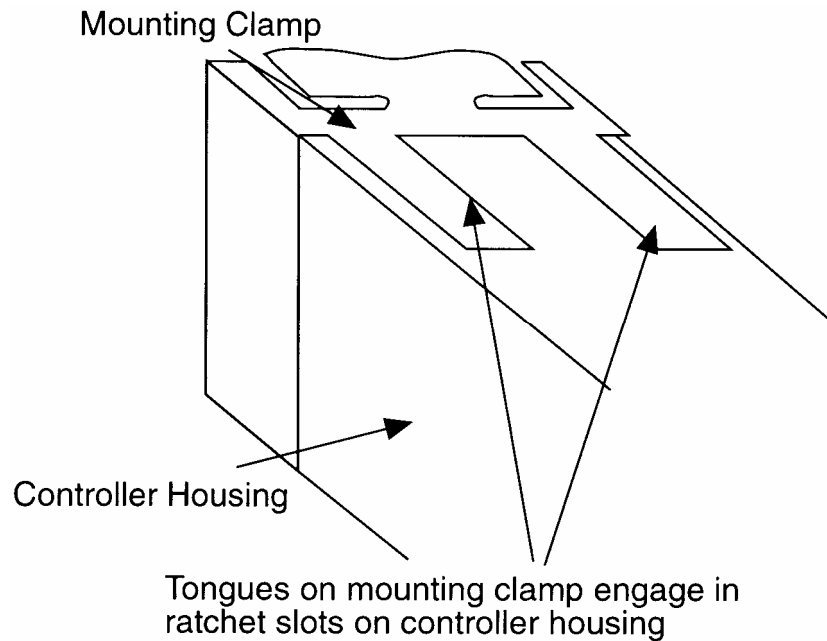 Mounting Clamp
Controller Housing
Tongues on mounting clamp engage in
ratchet slots on controller housing